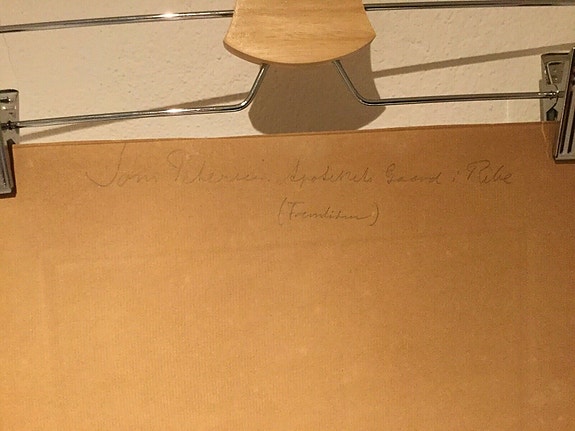 Tom Petersen, Apotekets Gaard i Ribe